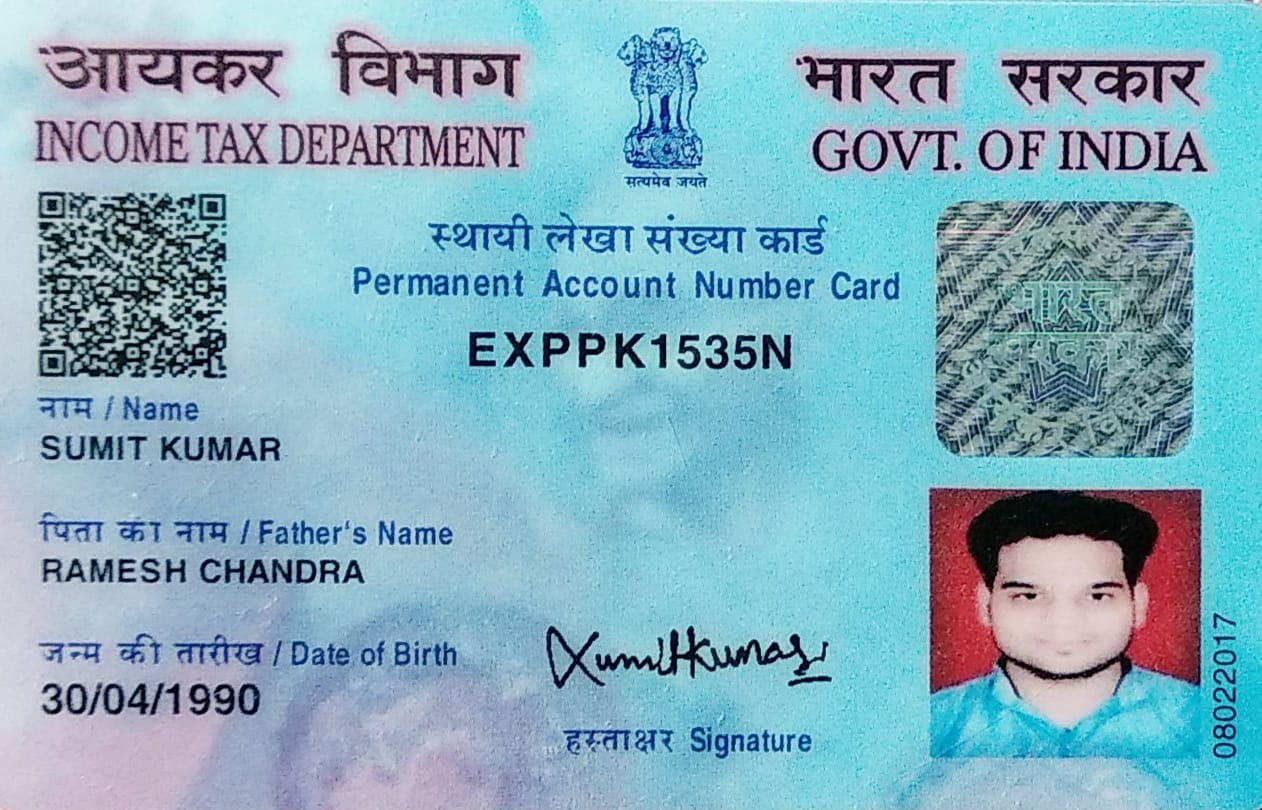 आयकर विभाग
INCOME TAX DEPARTMENT
सत्यमेव जयते
भारत सरकार
GOVT. OF INDIA
स्थायी लेखा संख्या कार्ड
Permanent Account Number Card
EXPPK1535N
नाम / Name
SUMIT KUMAR
पिता का नाम / Father's Name
RAMESH CHANDRA
जन्म की तारीख / Date of Birth
30/04/1990
Sumitkumar
हस्ताक्षर Signature
08022017
भारत